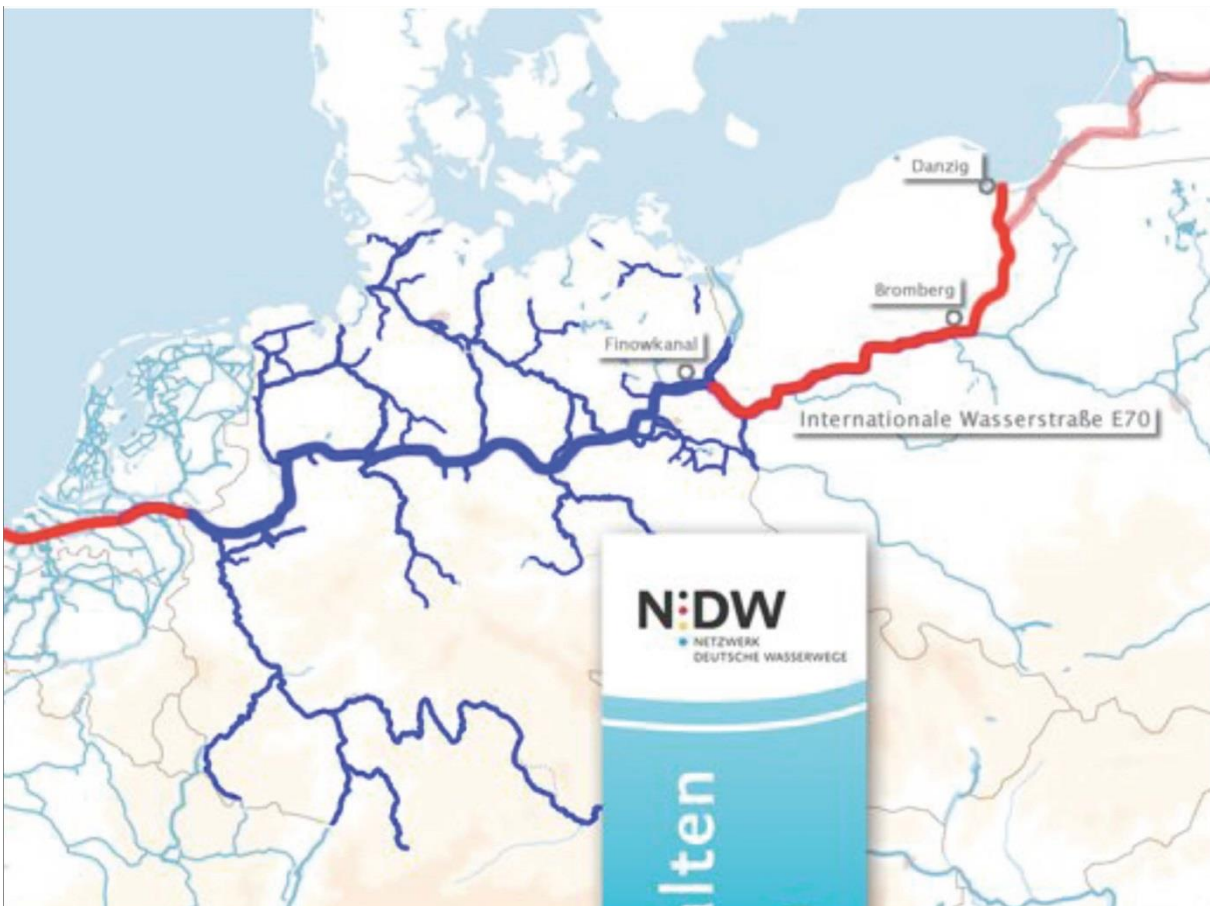 Danzig
Bromberg
Finowkanal
Internationale Wasserstraße E70
N:DW
NETZWERK
DEUTSCHE WASSERWEGE
alten